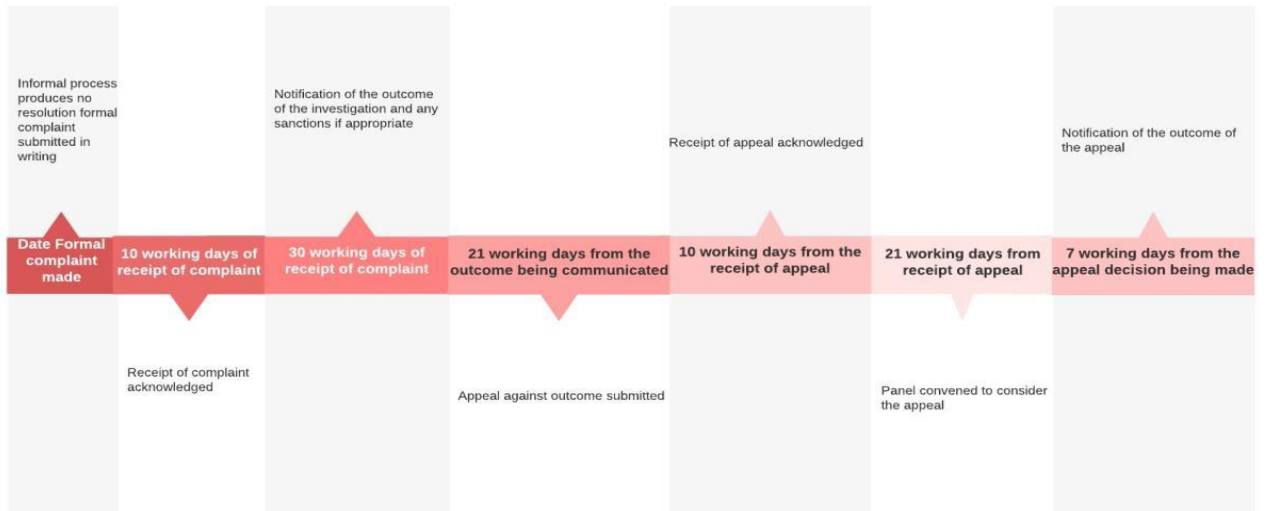 Informal process
produces no
resolution formal
complaint
submitted in
writing
Date Formal
complaint
made
10 working days of
receipt of complaint
Receipt of complaint
acknowledged
Notification of the outcome
of the investigation and any
sanctions if appropriate
30 working days of
receipt of complaint
21 working days from the
outcome being communicated
Appeal against outcome submitted
Receipt of appeal acknowledged
10 working days from the
receipt of appeal
21 working days from
receipt of appeal
Panel convened to consider
the appeal
Notification of the outcome of
the appeal
7 working days from the
appeal decision being made